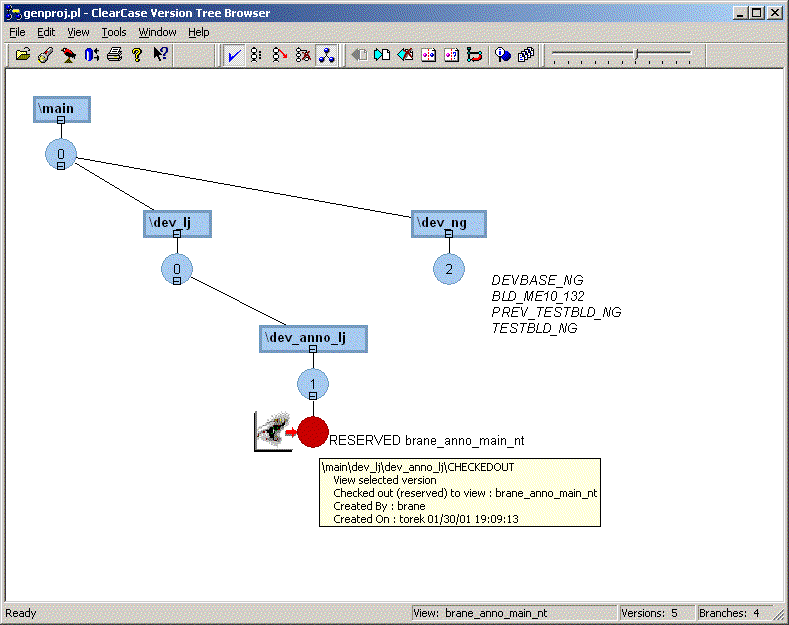 genproj.pl - ClearCase Version Tree Browser
File Edit View Tools Window Help
\main
0
\dev_lj
\dev_ng
0
2
DEVBASE_NG
BLD_ME10_132
PREV_TESTBLD_NG
TESTBLD_NG
\dev_anno_lj
1
RESERVED brane_anno_main_nt
\main\dev_lj\dev_anno_lj\CHECKEDOUT
View selected version
Checked out (reserved) to view : brane_anno_main_nt
Created By : brane
Created On : torek 01/30/01 19:09:13
Ready View: brane_anno_main_nt Versions: 5 Branches: 4